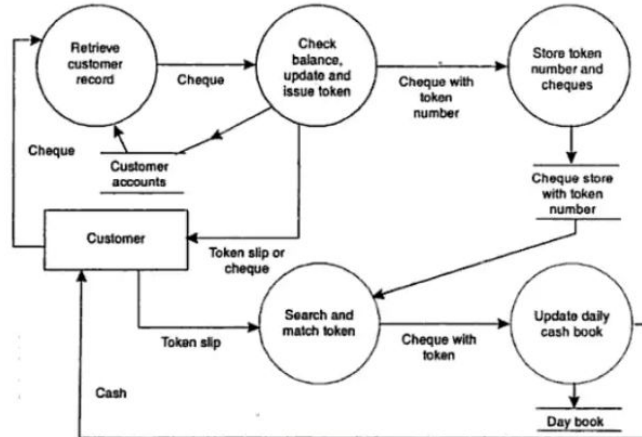 Retrieve
customer
record
Cheque
Check
balance,
update and
issue token
Cheque with
token
number
Store token
number and
cheques
Cheque
Customer
accounts
Cheque store
with token
number
Customer
Token slip or
cheque
Token slip
Search and
match token
Cheque with
token
Update daily
cash book
Cash
Day book